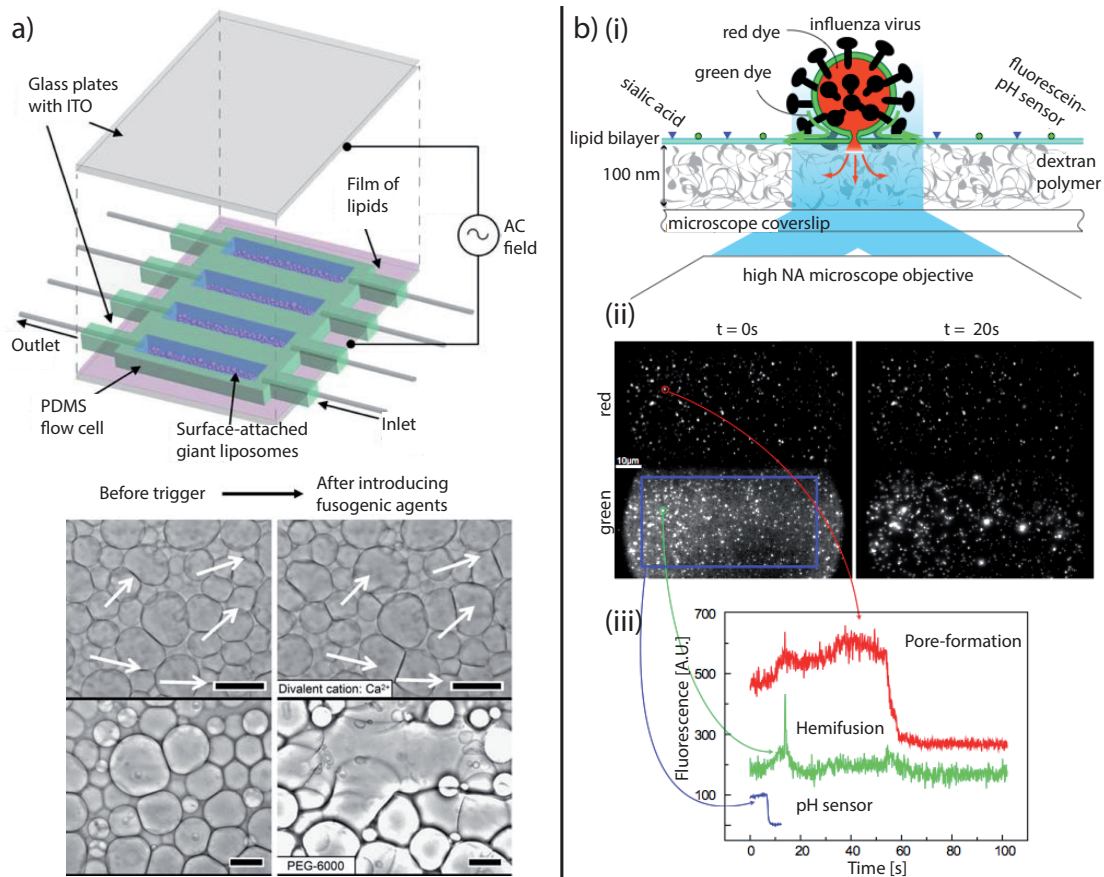 a)
Glass plates
with ITO
Film of
lipids
AC
field
Outlet
PDMS
flow cell
Surface-attached
giant liposomes
Inlet
Before trigger
After introducing
fusogenic agents
Divalent cation: Ca²⁺
PEG-6000
b) (i)
influenza virus
red dye
green dye
sialic acid
fluorescein-
pH sensor
lipid bilayer
100 nm
dextran
polymer
microscope coverslip
high NA microscope objective
(ii)
t = 0s
t = 20s
red
10μm
green
(iii)
700
500
300
100
Fluorescence [A.U.]
Pore-formation
Hemifusion
pH sensor
0 20 40 60 80 100
Time [s]